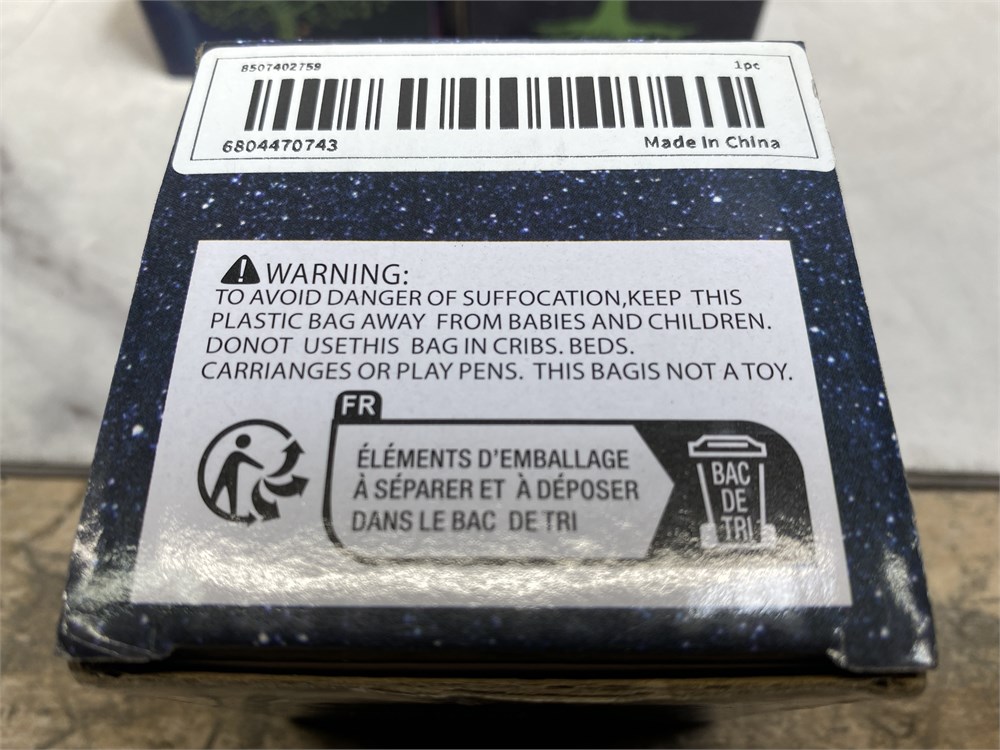 8507402759 1pc
6804470743 Made In China
WARNING:
TO AVOID DANGER OF SUFFOCATION,KEEP THIS
PLASTIC BAG AWAY FROM BABIES AND CHILDREN.
DONOT USETHIS BAG IN CRIBS. BEDS.
CARRIANGES OR PLAY PENS. THIS BAGIS NOT A TOY.
FR
ÉLÉMENTS D'EMBALLAGE
À SÉPARER ET À DÉPOSER
DANS LE BAC DE TRI
BAC
DE
TRI